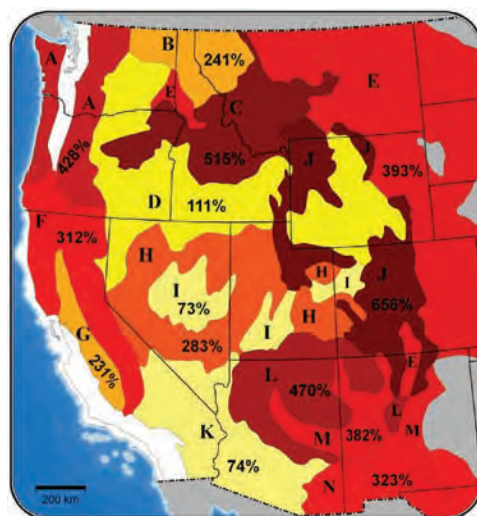 B
241%
A
E
E
A
C
J
J
428%
515%
393%
D
111%
F
312%
H
H
I
J
I
73%
656%
I
H
G
283%
231%
E
L
470%
L
K
M
382%
M
74%
N
323%
200 km